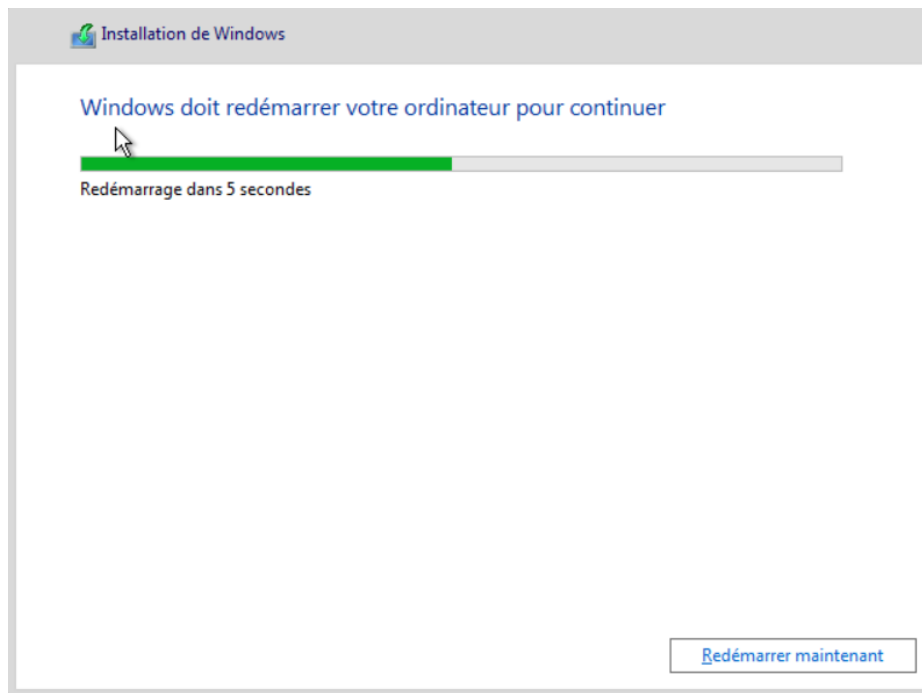 Installation de Windows
Windows doit redémarrer votre ordinateur pour continuer
Redémarrage dans 5 secondes
Redémarrer maintenant